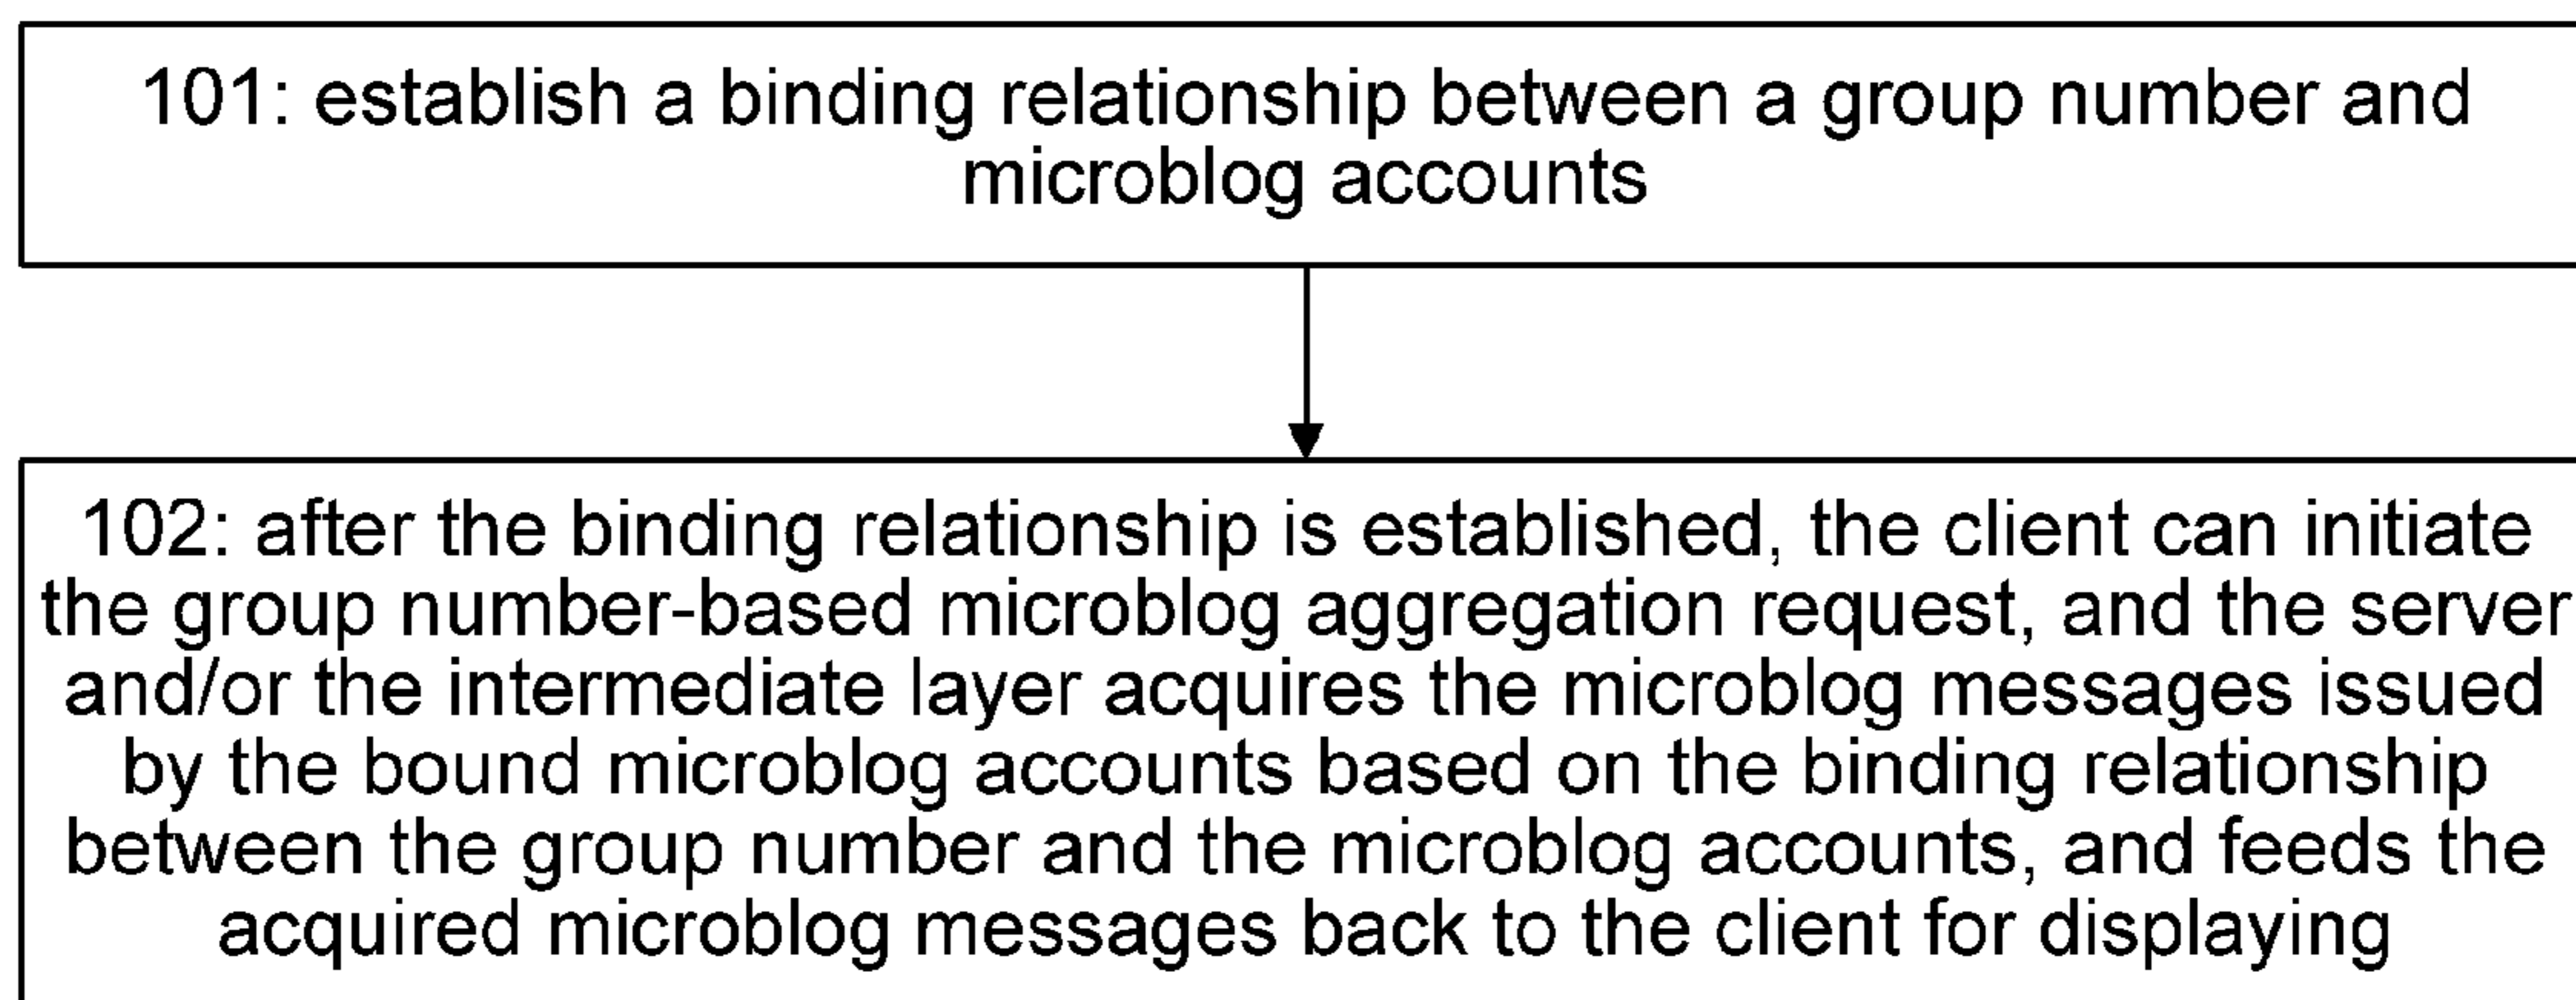 101: establish a binding relationship between a group number and
microblog accounts
102: after the binding relationship is established, the client can initiate
the group number-based microblog aggregation request, and the server
and/or the intermediate layer acquires the microblog messages issued
by the bound microblog accounts based on the binding relationship
between the group number and the microblog accounts, and feeds the
acquired microblog messages back to the client for displaying